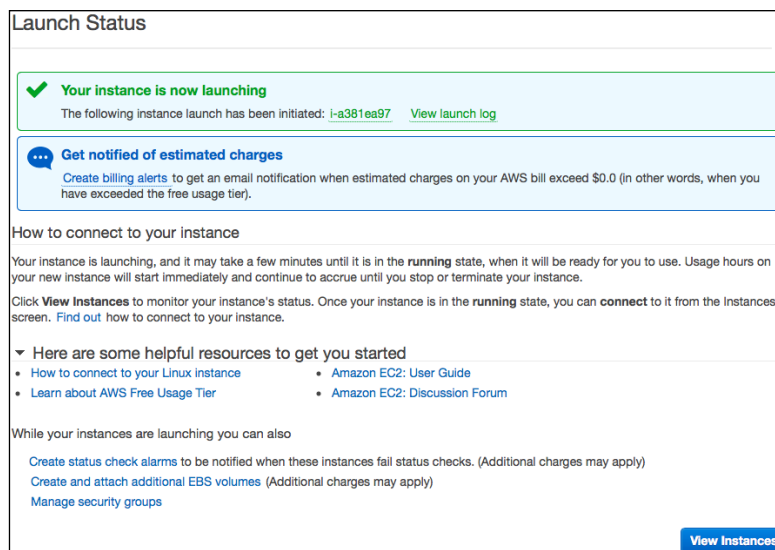 Launch Status
Your instance is now launching
The following instance launch has been initiated: i-a381ea97 View launch log
Get notified of estimated charges
Create billing alerts to get an email notification when estimated charges on your AWS bill exceed $0.0 (in other words, when you
have exceeded the free usage tier).
How to connect to your instance
Your instance is launching, and it may take a few minutes until it is in the running state, when it will be ready for you to use. Usage hours on
your new instance will start immediately and continue to accrue until you stop or terminate your instance.
Click View Instances to monitor your instance's status. Once your instance is in the running state, you can connect to it from the Instances
screen. Find out how to connect to your instance.
Here are some helpful resources to get you started
• How to connect to your Linux instance • Amazon EC2: User Guide
• Learn about AWS Free Usage Tier • Amazon EC2: Discussion Forum
While your instances are launching you can also
Create status check alarms to be notified when these instances fail status checks. (Additional charges may apply)
Create and attach additional EBS volumes (Additional charges may apply)
Manage security groups
View Instances